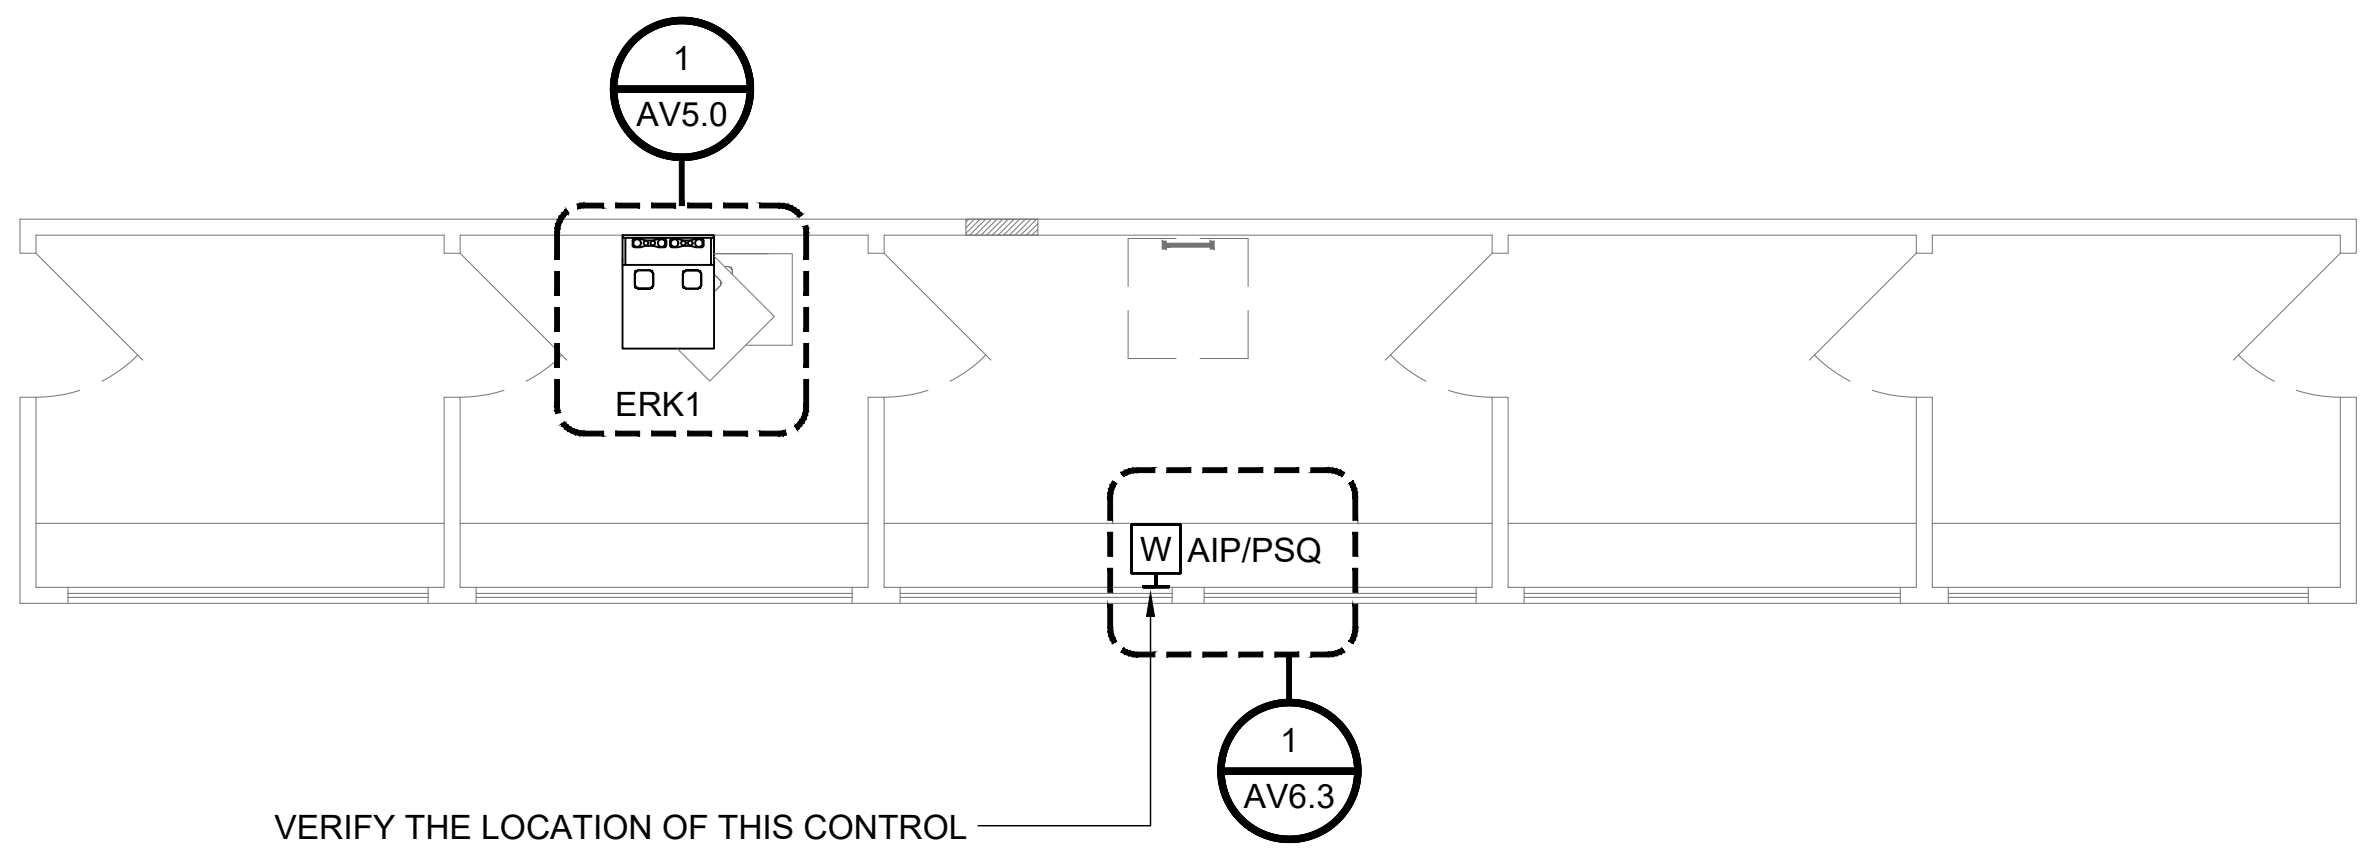 1
AV5.0
ERK1
W AIP/PSQ
1
AV6.3
VERIFY THE LOCATION OF THIS CONTROL